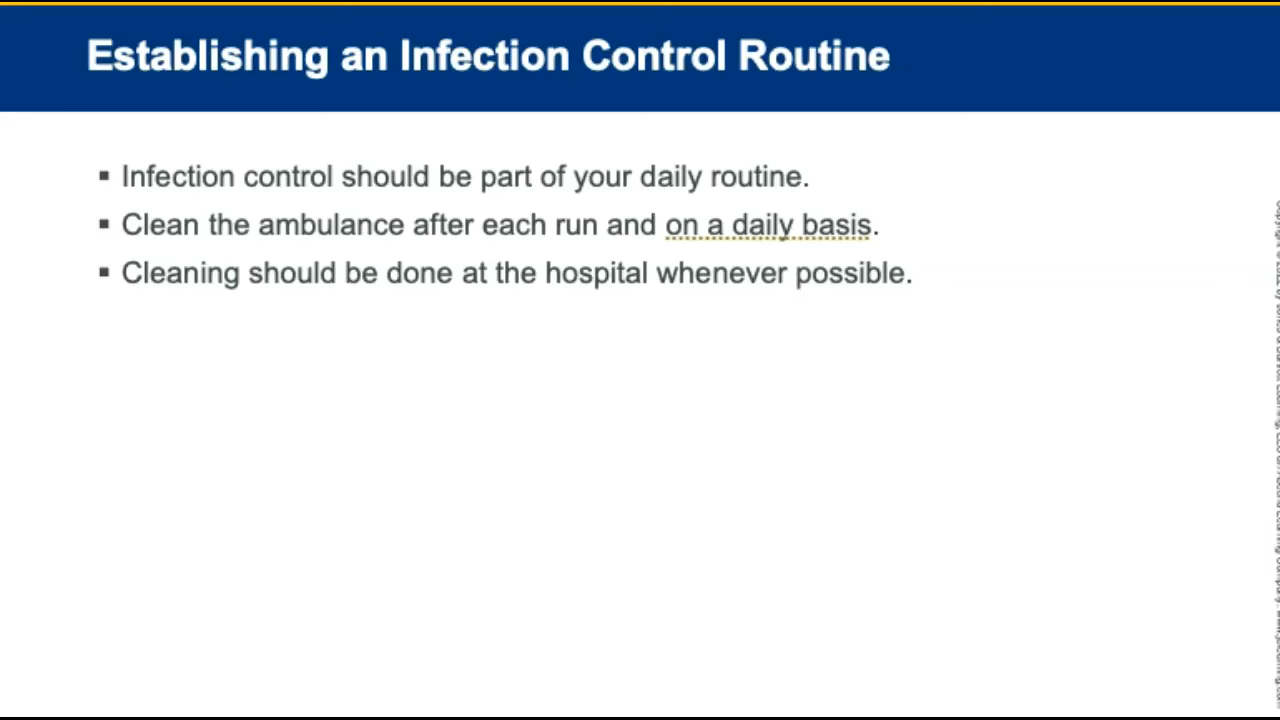 Establishing an Infection Control Routine
▪ Infection control should be part of your daily routine.
▪ Clean the ambulance after each run and on a daily basis.
▪ Cleaning should be done at the hospital whenever possible.